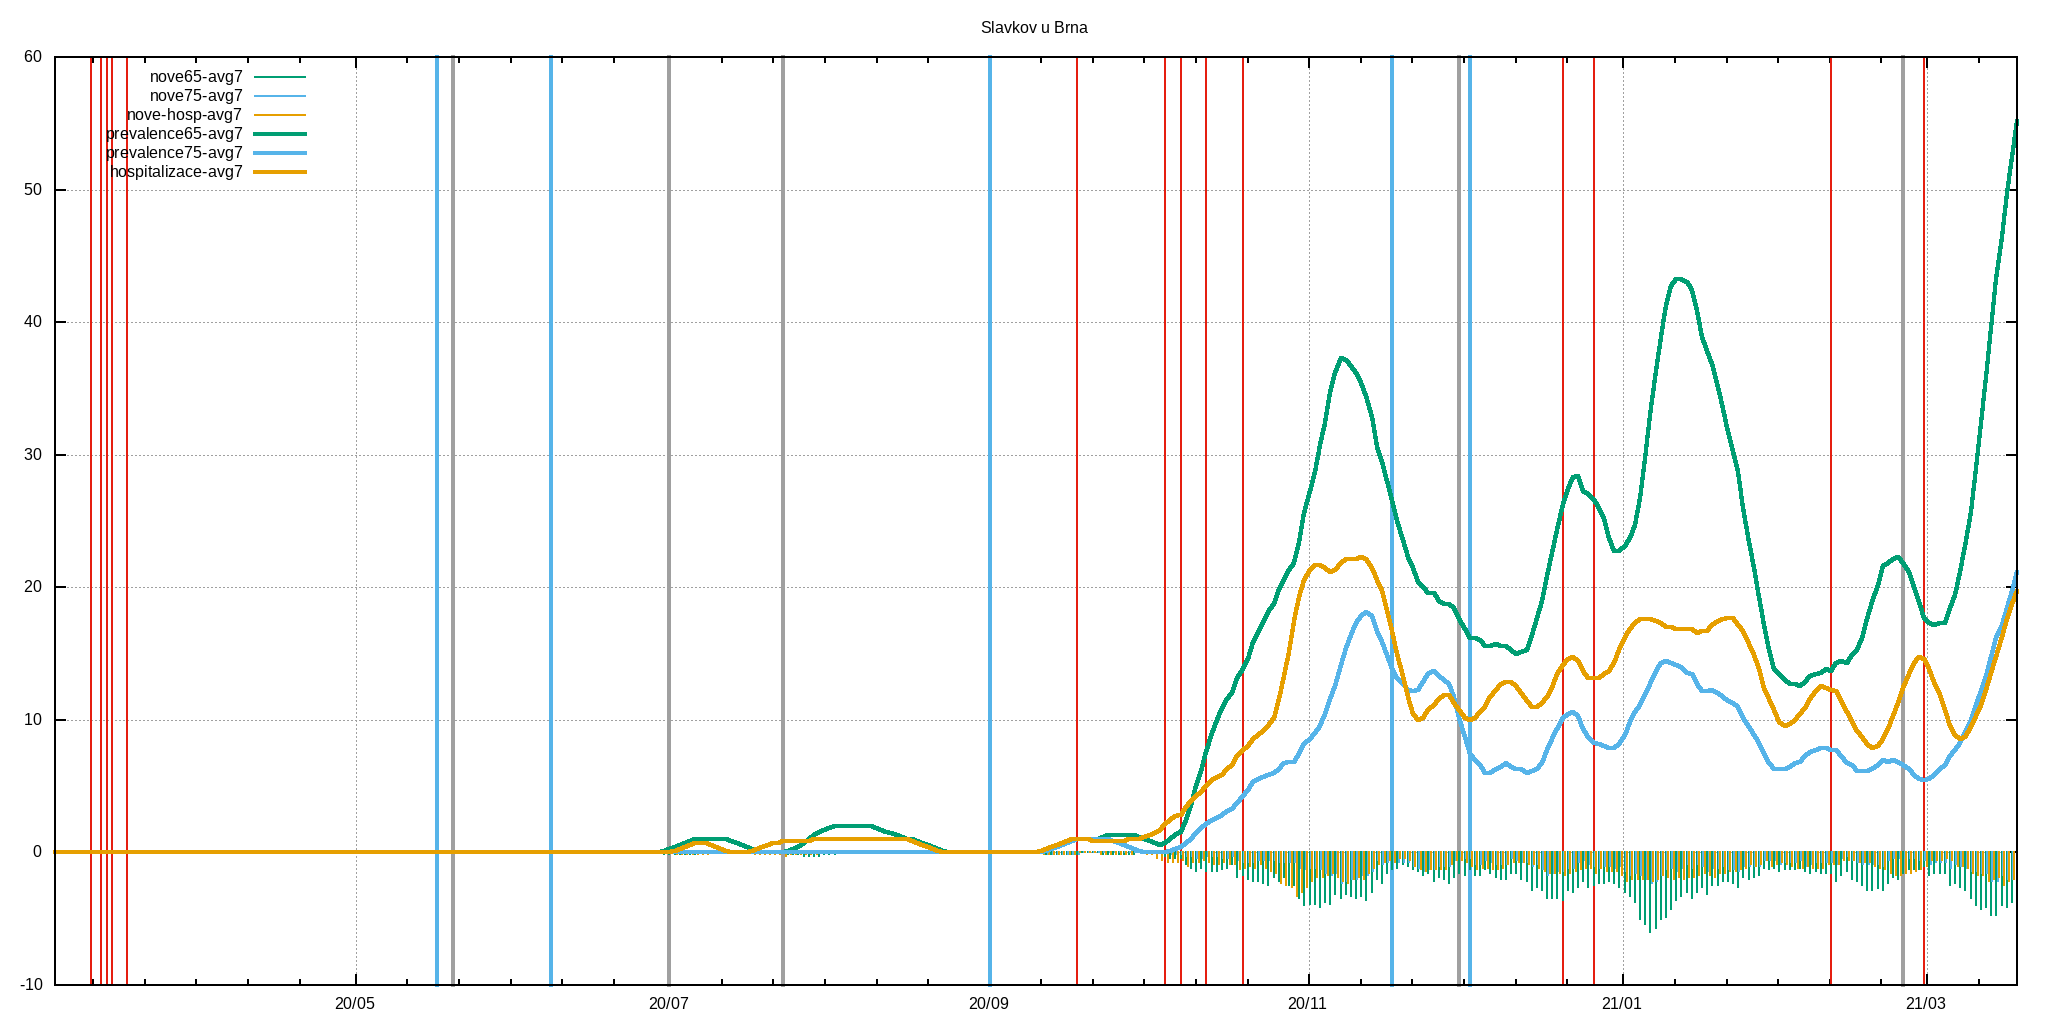 Slavkov u Brna
60
nove65-avg7
nove75-avg7
nove-hosp-avg7
prevalence65-avg7
prevalence75-avg7
hospitalizace-avg7
50
40
30
20
10
0
-10
20/05 20/07 20/09 20/11 21/01 21/03